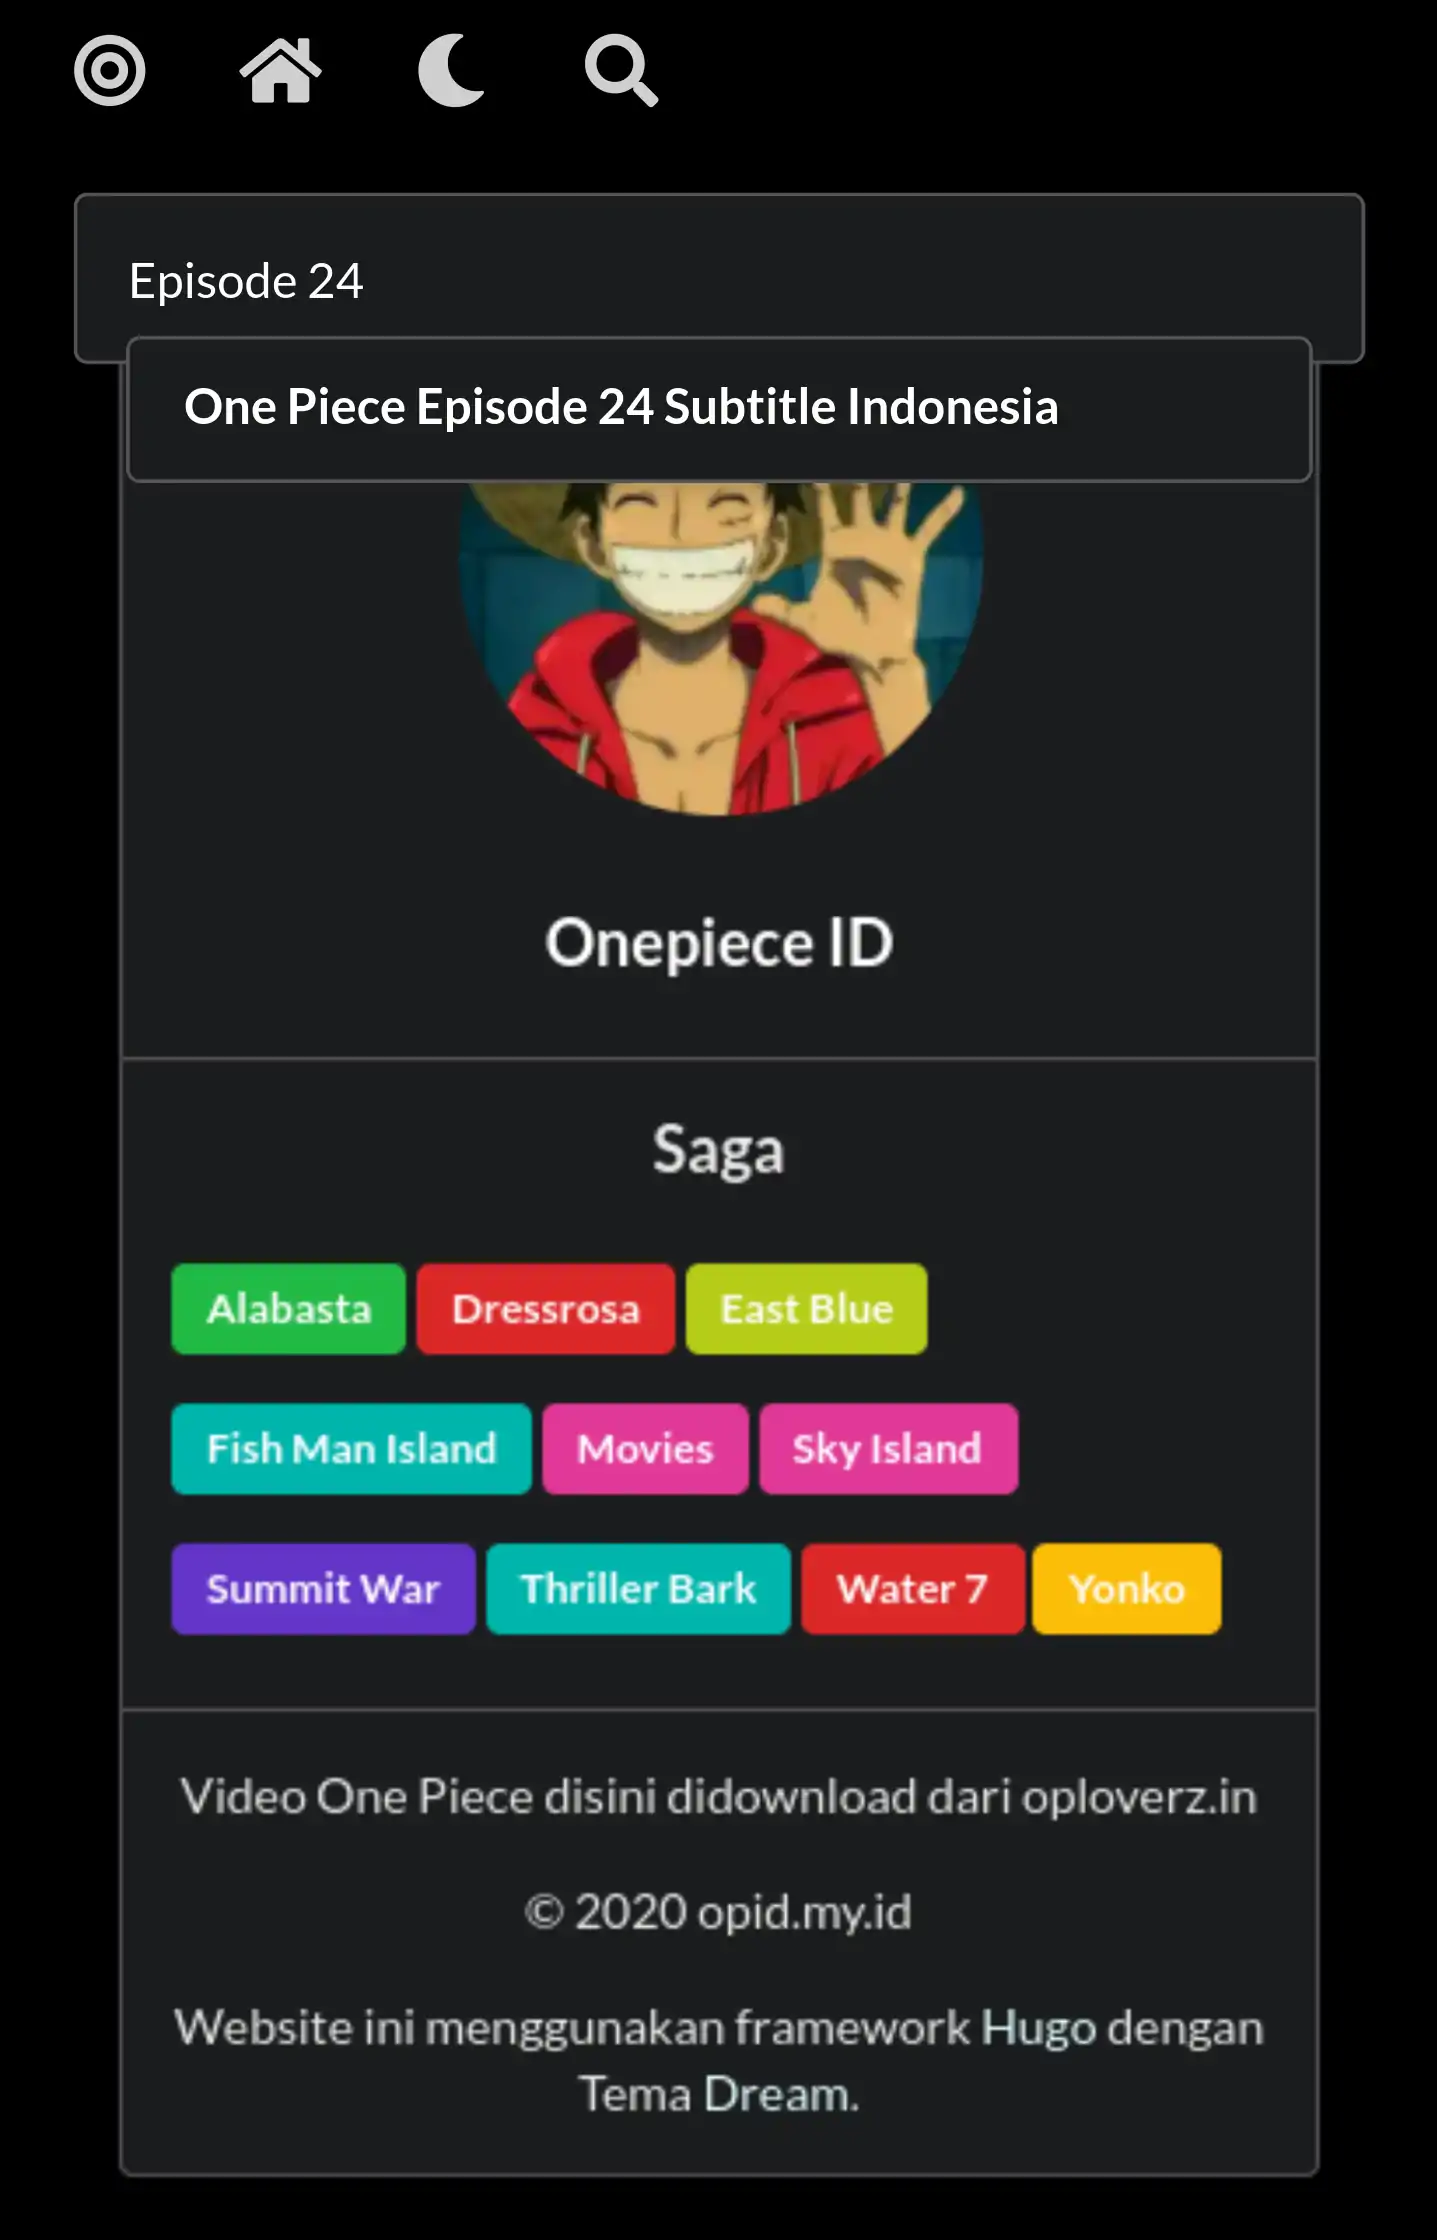 Episode 24
One Piece Episode 24 Subtitle Indonesia
Onepiece ID
Saga
Alabasta Dressrosa East Blue
Fish Man Island Movies Sky Island
Summit War Thriller Bark Water 7 Yonko
Video One Piece disini didownload dari oploverz.in
© 2020 opid.my.id
Website ini menggunakan framework Hugo dengan
Tema Dream.